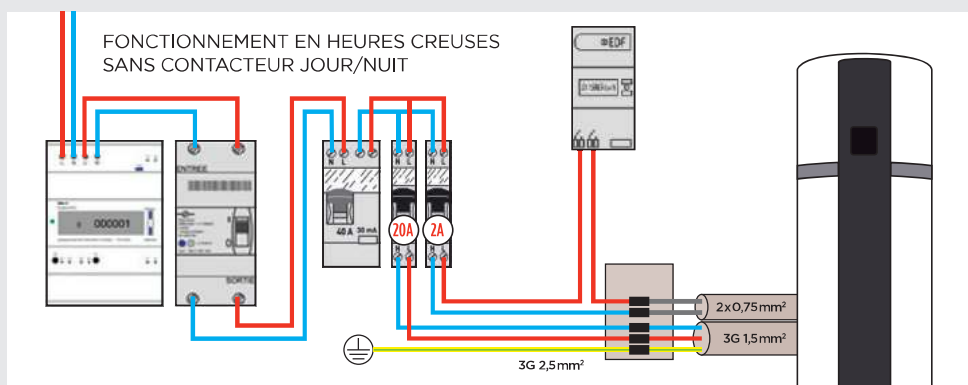 FONCTIONNEMENT EN HEURES CREUSES
SANS CONTACTEUR JOUR/NUIT
EDF
000001
ENTREE
SORTIE
N L
40 A 30 mA
N L
20A
N L
N L
2A
N L
2x0,75mm²
3G 1,5mm²
3G 2,5mm²